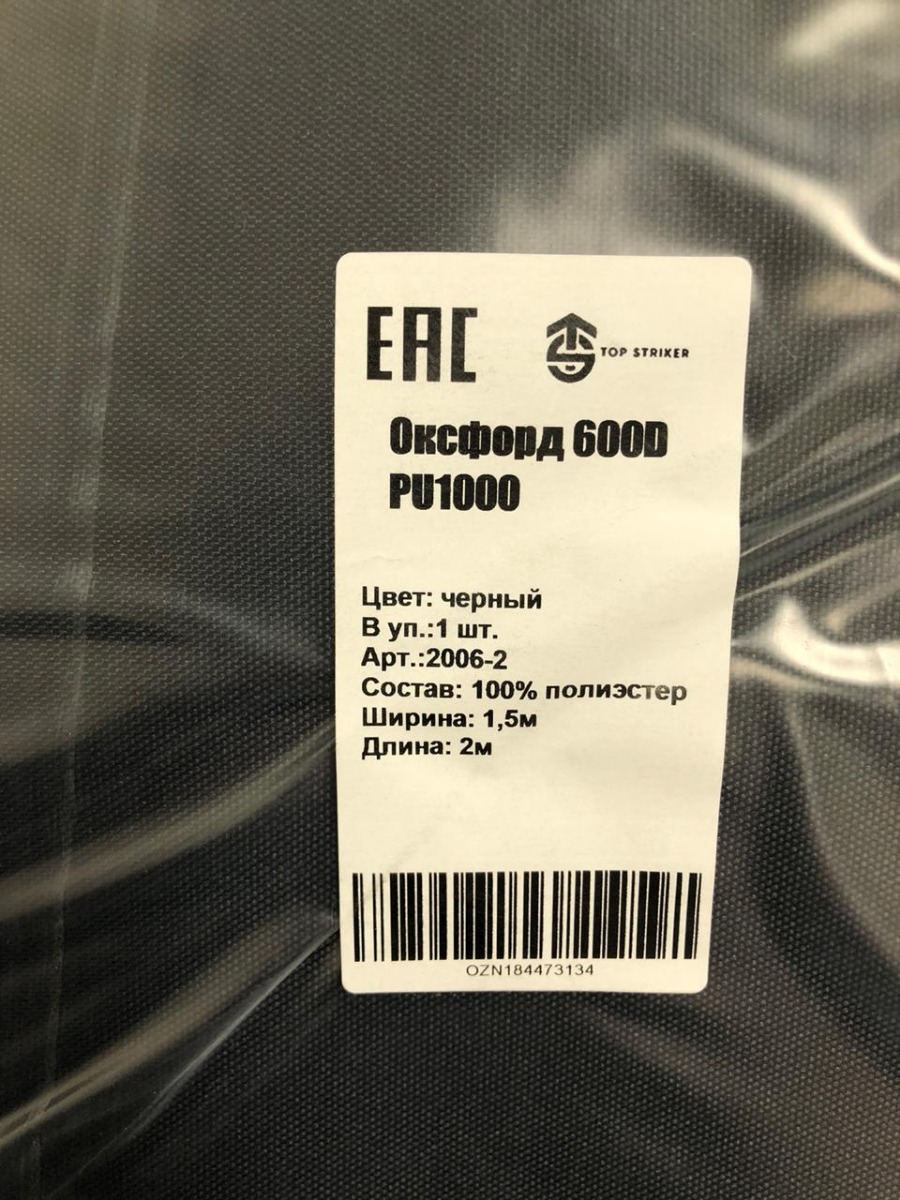 EAC
TS TOP STRIKER
Оксфорд 600D
PU1000
Цвет: черный
В уп.:1 шт.
Арт.:2006-2
Состав: 100% полиэстер
Ширина: 1,5м
Длина: 2м
OZN184473134